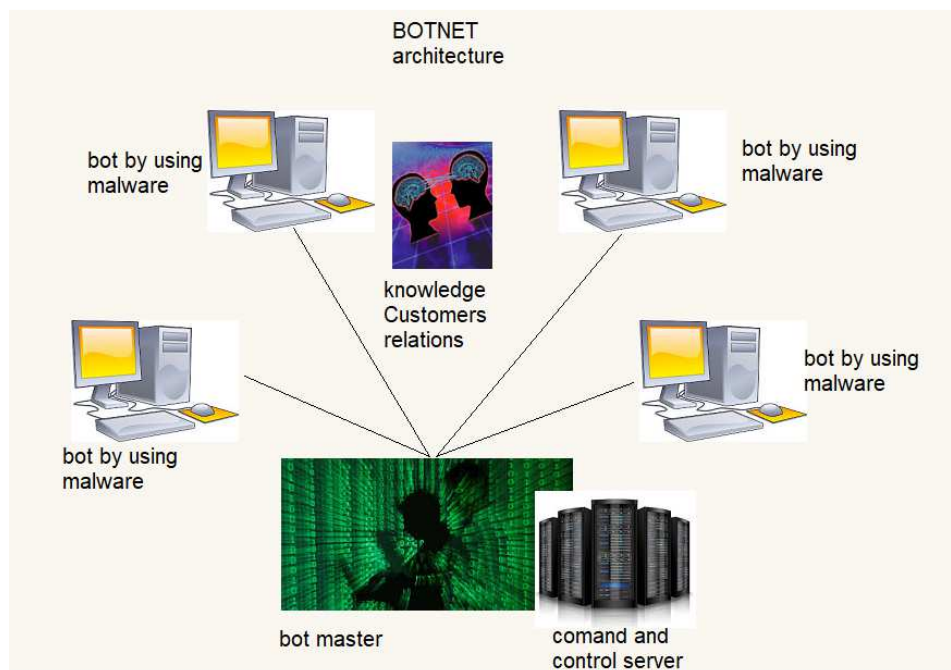 BOTNET
architecture
bot by using
malware
bot by using
malware
knowledge
Customers
relations
bot by using
malware
bot by using
malware
bot master
comand and
control server